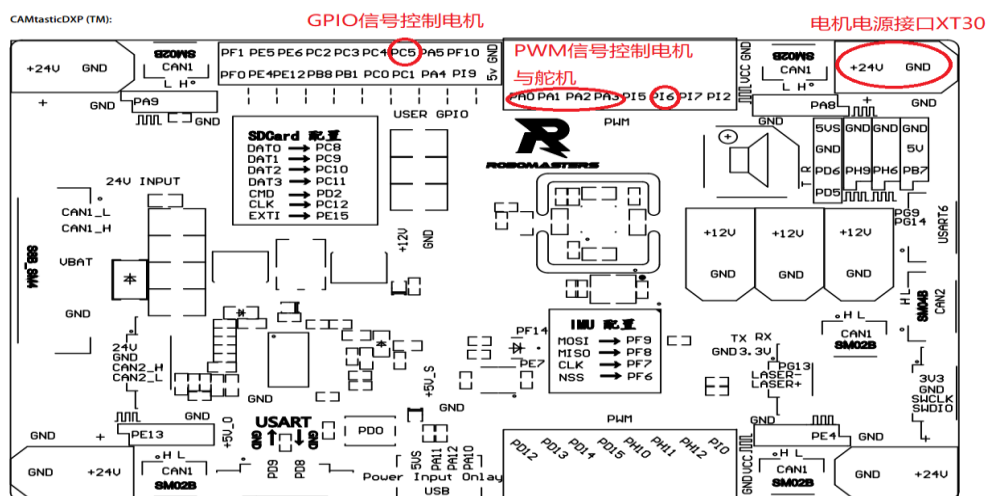 CAMtasticDXP (TM):
GPIO信号控制电机
电机电源接口XT30
PWM信号控制电机
与舵机
+24V GND
SM02B
CAN1
L H
PF1 PE5 PE6 PC2 PC3 PC4 PC5 PA5 PF10
PF0 PE4 PE12 PB8 PB1 PC0 PC1 PA4 PI9
5v GND
PA0 PA1 PA2 PA3 PI5 PI6 PI7 PI2
VCC
GND
SM02B
CAN1
L H
+24V GND
+ GND
PA9
GND
USER GPIO
PWM
PA8
GND
GND +
SDCard 配置
DAT0 → PC8
DAT1 → PC9
DAT2 → PC10
DAT3 → PC11
CMD → PD2
CLK → PC12
EXTI → PE15
ROBOMASTERS
T R
5VS GND GND GND
GND 5V
PD6 PH9 PH6 PB7
PD5
24V INPUT
CAN1_L
CAN1_H
VBAT
GND
+12V
GND
+12V +12V +12V
GND GND GND
PG9
PG14
USART6
H L
SM04B
CAN2
H L
CAN1
SM02B
IMU 配置
MOSI → PF9
MISO → PF8
CLK → PF7
NSS → PF6
PF14
PE7
TX RX
GND 3.3V
PG13
LASER-
LASER+
24V
GND
CAN2_H
CAN2_L
+5V_S
3V3
GND
SWCLK
SWDIO
GND
GND
GND
GND +
PE13
+5V_O
USART
GND
GND
PD9
PD8
PD0
5VS
PA11
PA12
PA10
GND
Power Input Onlay
USB
PWM
PD12 PD13 PD14 PD15 PH10 PH11 PH12 PI0
GND VCC
GND
PE4
+ GND
GND +24V
H L
CAN1
SM02B
H L
CAN1
SM02B
GND +24V